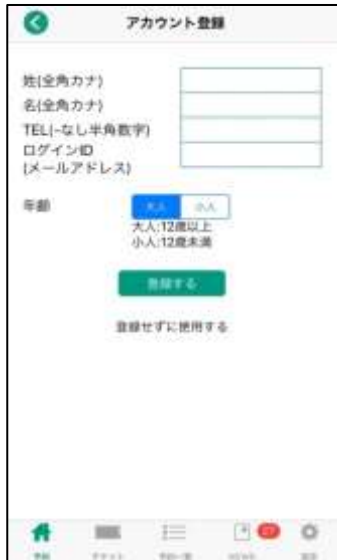 アカウント登録
姓(全角カナ)
名(全角カナ)
TEL(-なし半角数字)
ログインID
(メールアドレス)
年齢
大人 小人
大人:12歳以上
小人:12歳未満
登録する
登録せずに使用する